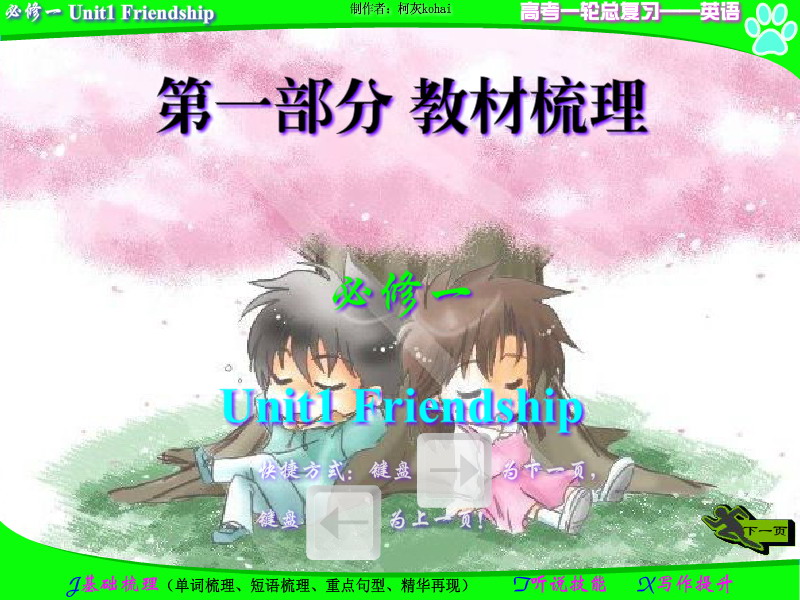 必修一 Unit1 Friendship 制作者：柯灰kohai 高考一轮总复习——英语
第一部分 教材梳理
必修一
Unit1 Friendship
快捷方式：键盘 → 为下一页，
键盘 ← 为上一页！
下一页
J基础梳理（单词梳理、短语梳理、重点句型、精华再现） T听说技能 X写作提升